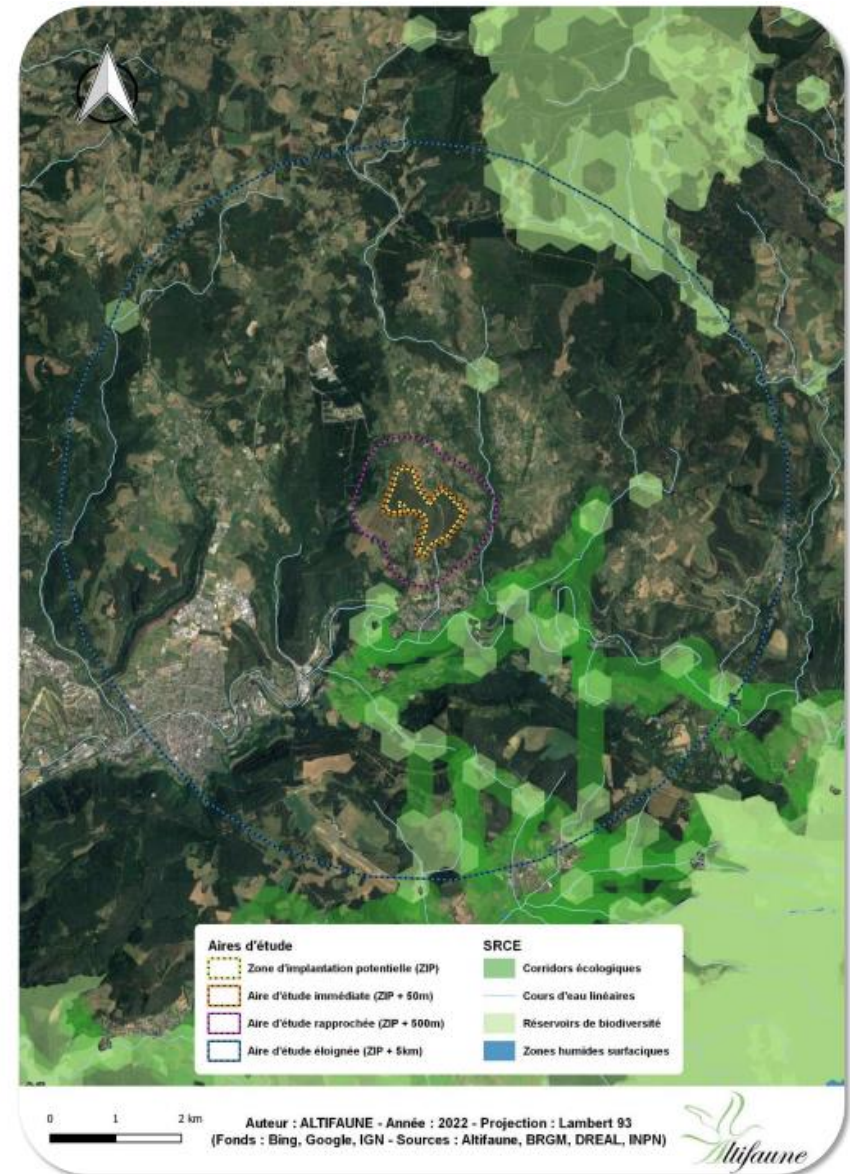 Aires d'étude
Zone d'implantation potentielle (ZIP)
Aire d'étude immédiate (ZIP + 50m)
Aire d'étude rapprochée (ZIP + 500m)
Aire d'étude éloignée (ZIP + 5km)
SRCE
Corridors écologiques
Cours d'eau linéaires
Réservoirs de biodiversité
Zones humides surfaciques
0 1 2 km
Auteur : ALTIFAUNE - Année : 2022 - Projection : Lambert 93
(Fonds : Bing, Google, IGN - Sources : Altifaune, BRGM, DREAL, INPN)
Altifaune